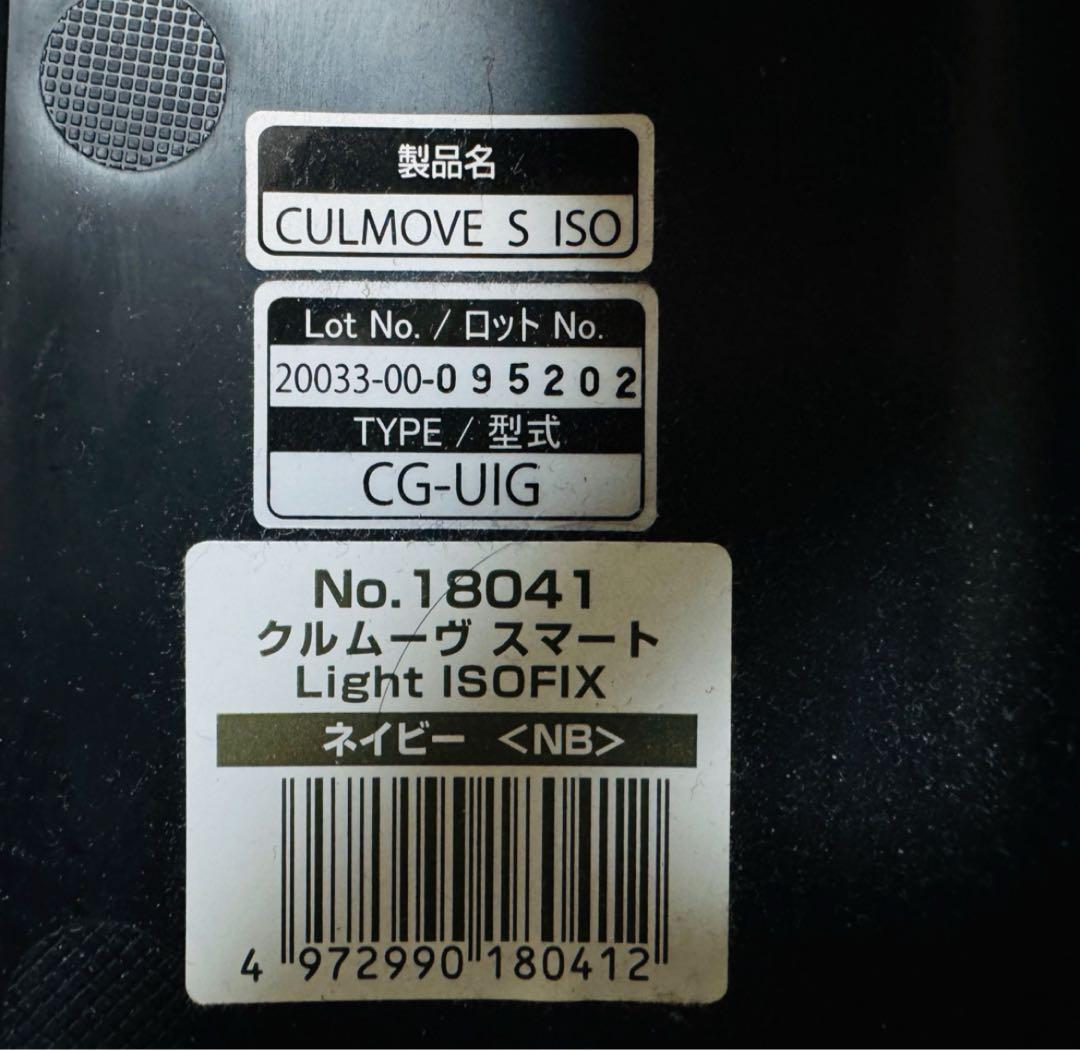 製品名
CULMOVE S ISO
Lot No. / ロット No.
20033-00-095202
TYPE / 型式
CG-UIG
No.18041
クルムーヴ スマート
Light ISOFIX
ネイビー <NB>
4 972990 180412